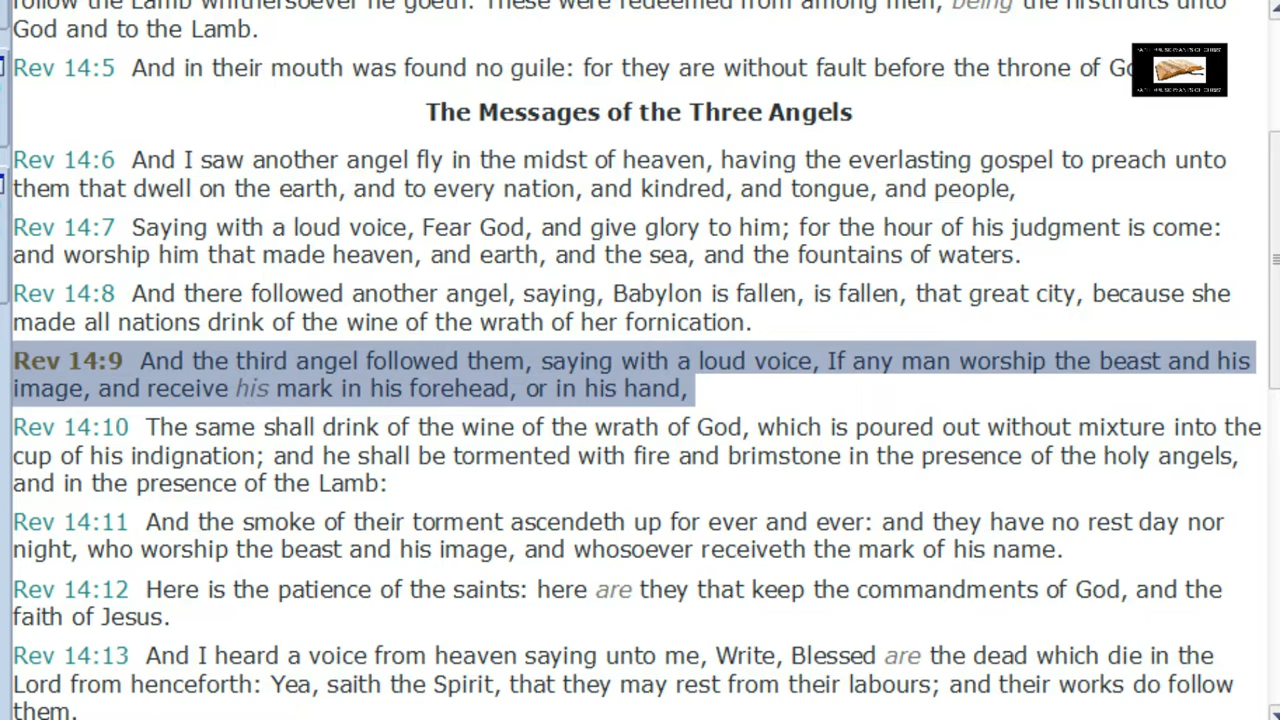 follow the Lamb whithersoever he goeth. These were redeemed from among men, being the firstfruits unto
God and to the Lamb.
Rev 14:5 And in their mouth was found no guile: for they are without fault before the throne of
The Messages of the Three Angels
Rev 14:6 And I saw another angel fly in the midst of heaven, having the everlasting gospel to preach unto
them that dwell on the earth, and to every nation, and kindred, and tongue, and people,
Rev 14:7 Saying with a loud voice, Fear God, and give glory to him; for the hour of his judgment is come:
and worship him that made heaven, and earth, and the sea, and the fountains of waters.
Rev 14:8 And there followed another angel, saying, Babylon is fallen, is fallen, that great city, because she
made all nations drink of the wine of the wrath of her fornication.
Rev 14:9 And the third angel followed them, saying with a loud voice, If any man worship the beast and his
image, and receive his mark in his forehead, or in his hand,
Rev 14:10 The same shall drink of the wine of the wrath of God, which is poured out without mixture into the
cup of his indignation; and he shall be tormented with fire and brimstone in the presence of the holy angels,
and in the presence of the Lamb:
Rev 14:11 And the smoke of their torment ascendeth up for ever and ever: and they have no rest day nor
night, who worship the beast and his image, and whosoever receiveth the mark of his name.
Rev 14:12 Here is the patience of the saints: here are they that keep the commandments of God, and the
faith of Jesus.
Rev 14:13 And I heard a voice from heaven saying unto me, Write, Blessed are the dead which die in the
Lord from henceforth: Yea, saith the Spirit, that they may rest from their labours; and their works do follow
them.